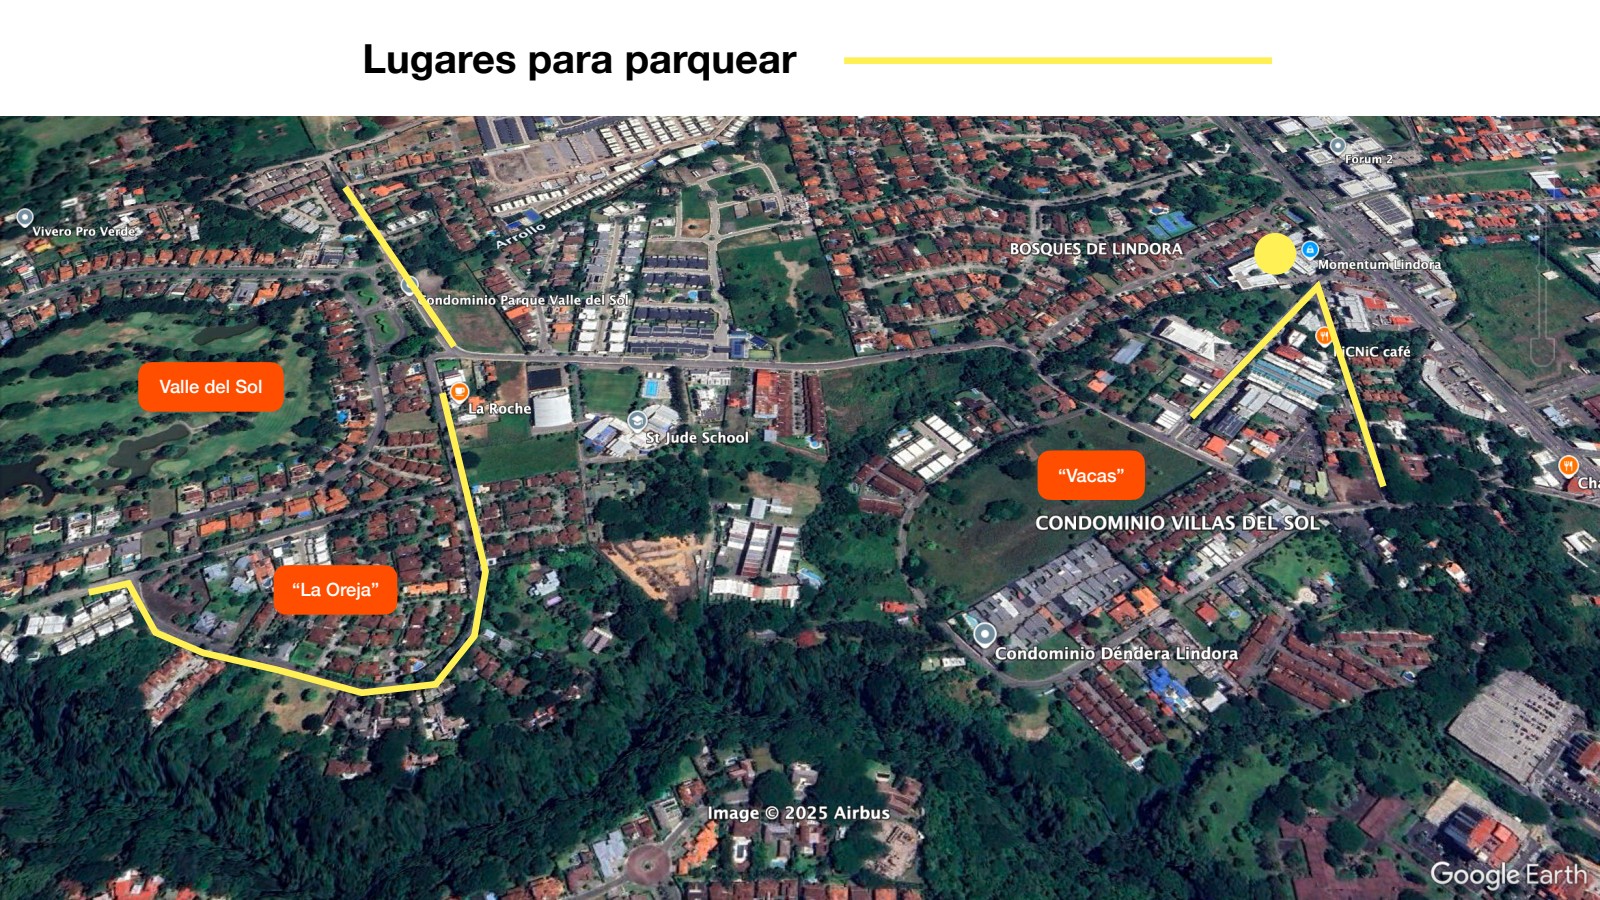 Lugares para parquear
Forum 2
Vivero Pro Verde
Arrollo
BOSQUES DE LINDORA
Momentum Lindora
Condominio Parque Valle del Sol
PiCNiC café
Valle del Sol
La Roche
St Jude School
"Vacas"
Cha
CONDOMINIO VILLAS DEL SOL
"La Oreja"
Condominio Déndera Lindora
Image © 2025 Airbus
Google Earth